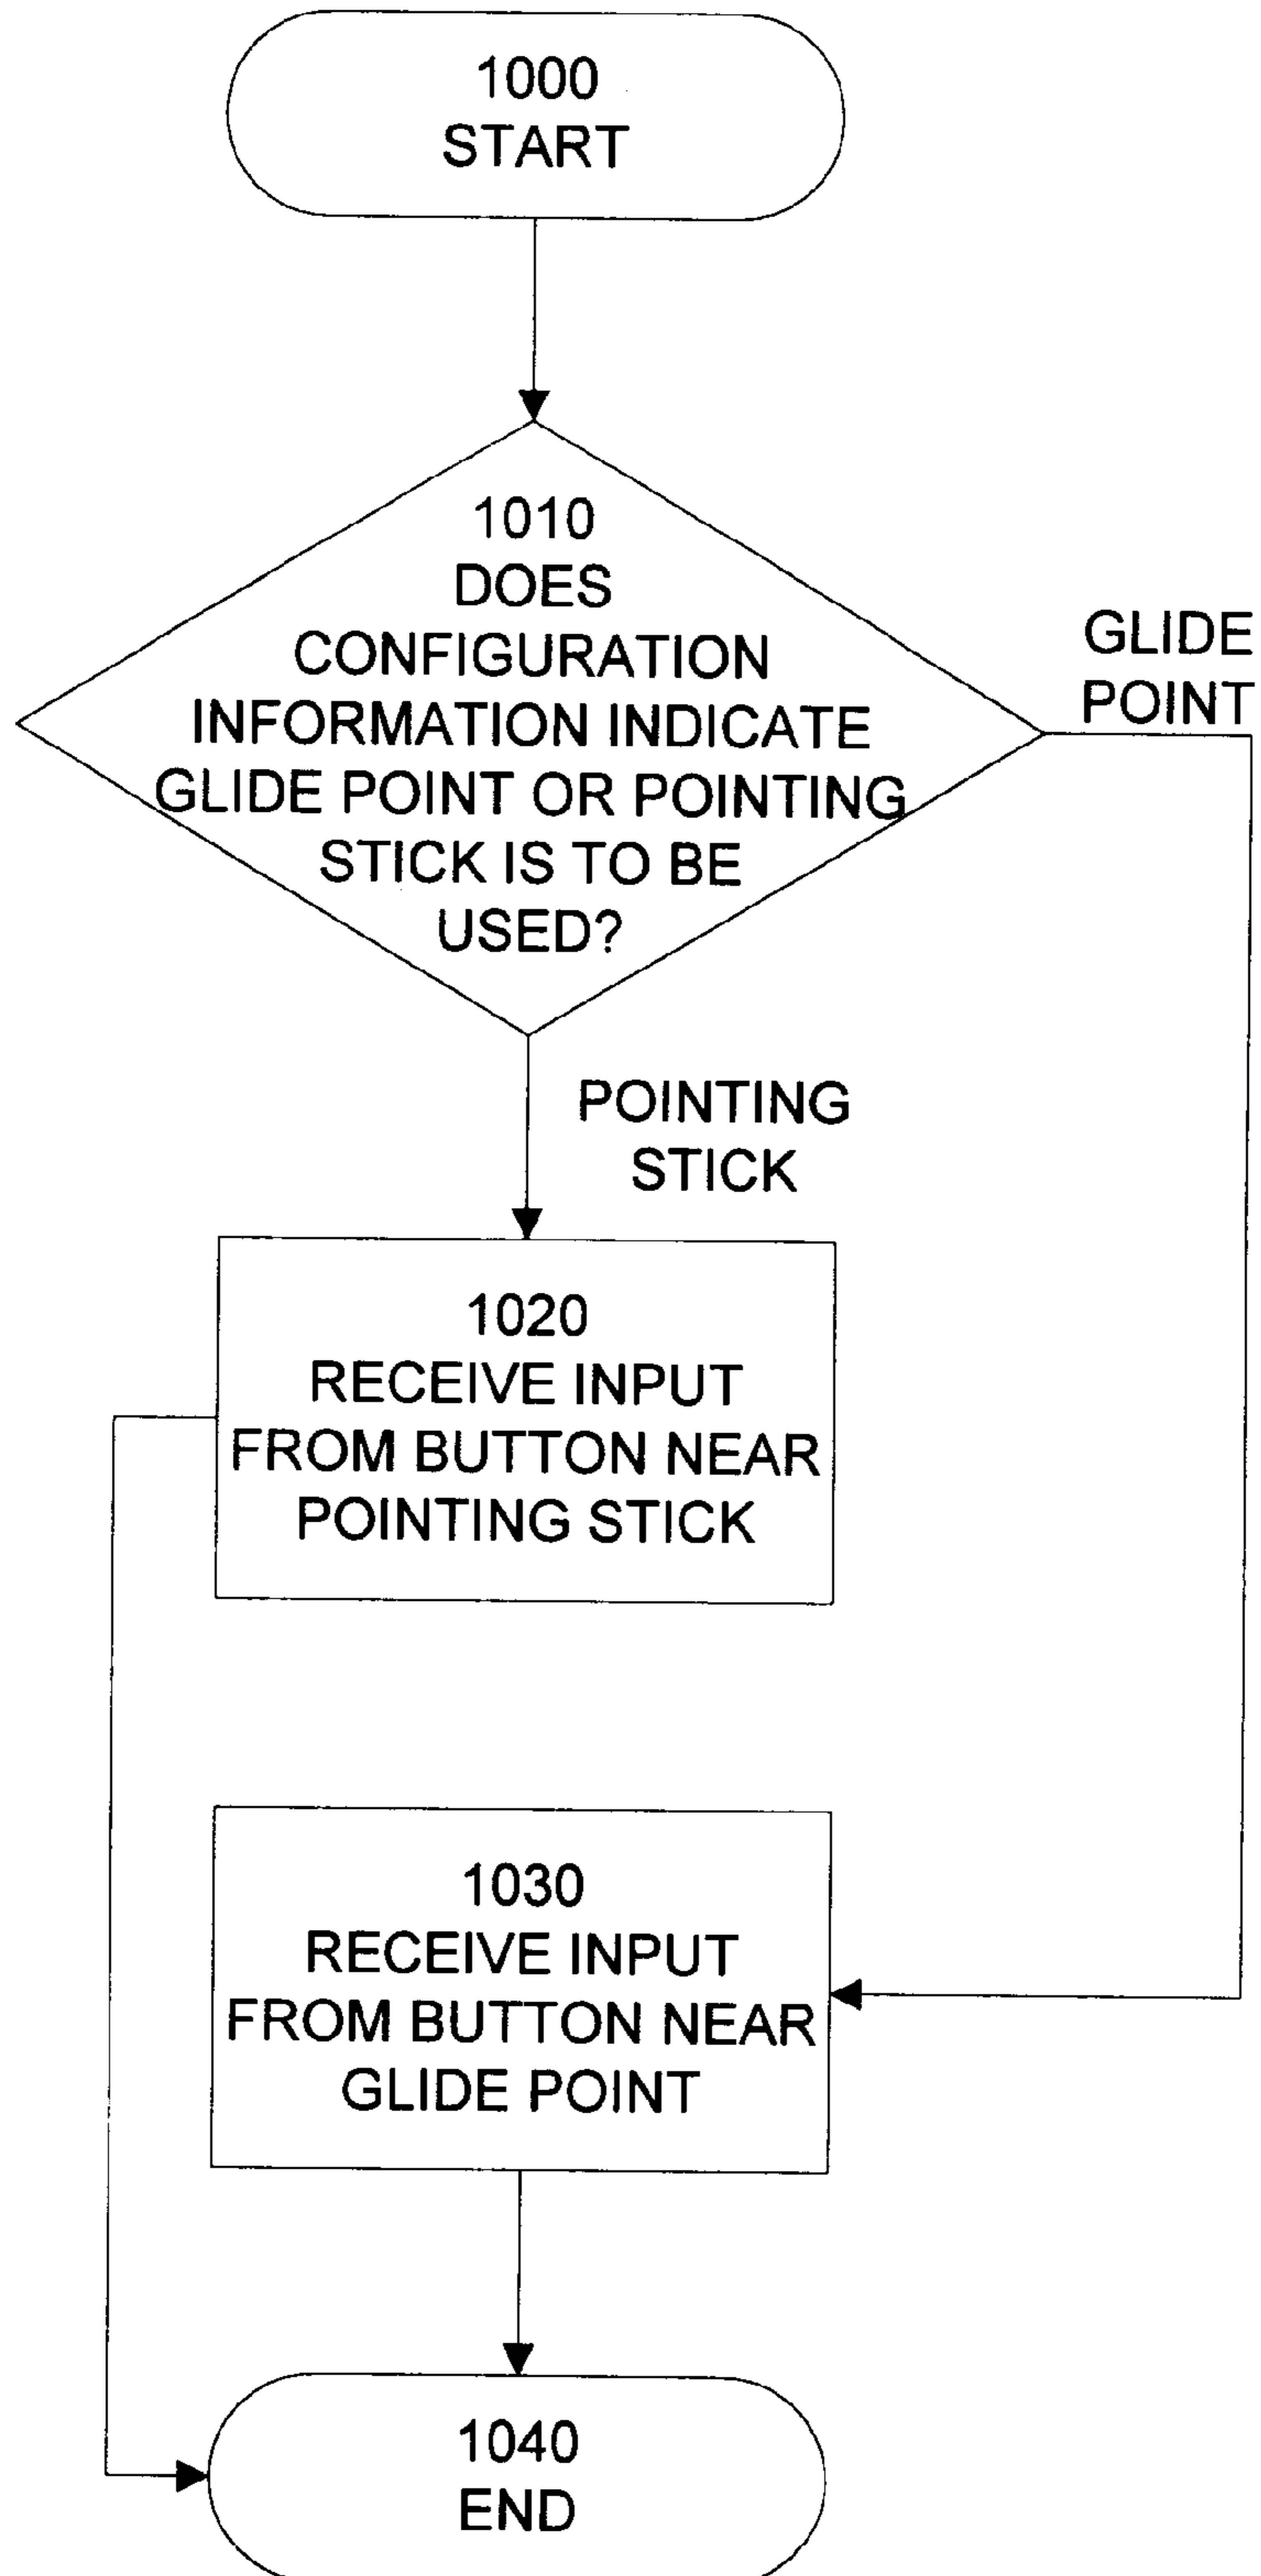 1000
START
1010
DOES
CONFIGURATION
INFORMATION INDICATE
GLIDE POINT OR POINTING
STICK IS TO BE
USED?
GLIDE
POINT
POINTING
STICK
1020
RECEIVE INPUT
FROM BUTTON NEAR
POINTING STICK
1030
RECEIVE INPUT
FROM BUTTON NEAR
GLIDE POINT
1040
END